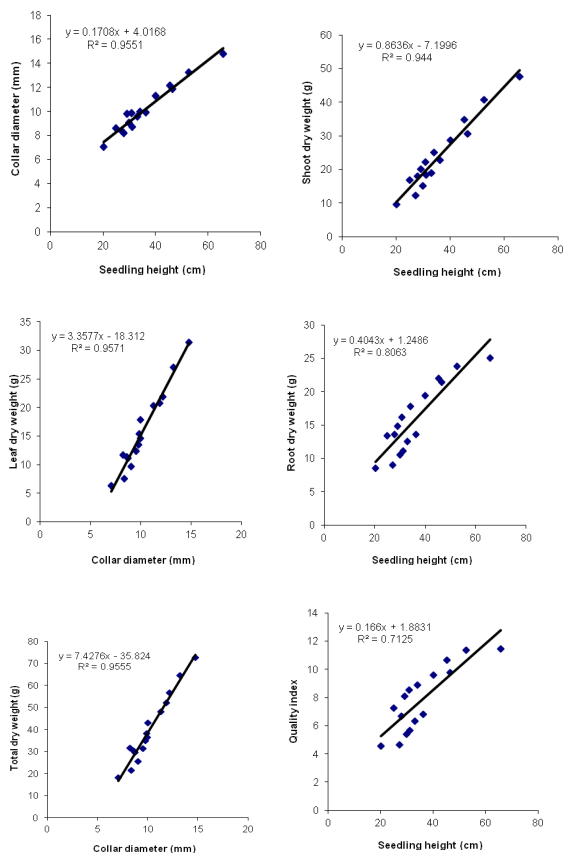 y = 0.1708x + 4.0168
R² = 0.9551
Collar diameter (mm)
18
16
14
12
10
8
6
4
2
0
0 20 40 60 80
Seedling height (cm)
y = 0.8636x - 7.1996
R² = 0.944
Shoot dry weight (g)
60
50
40
30
20
10
0
0 20 40 60 80
Seedling height (cm)
y = 3.3577x - 18.312
R² = 0.9571
Leaf dry weight (g)
35
30
25
20
15
10
5
0
0 5 10 15 20
Collar diameter (mm)
y = 0.4043x + 1.2486
R² = 0.8063
Root dry weight (g)
30
25
20
15
10
5
0
0 20 40 60 80
Seedling height (cm)
y = 7.4276x - 35.824
R² = 0.9555
Total dry weight (g)
80
70
60
50
40
30
20
10
0
0 5 10 15 20
Collar diameter (mm)
y = 0.166x + 1.8831
R² = 0.7125
Quality index
14
12
10
8
6
4
2
0
0 20 40 60 80
Seedling height (cm)